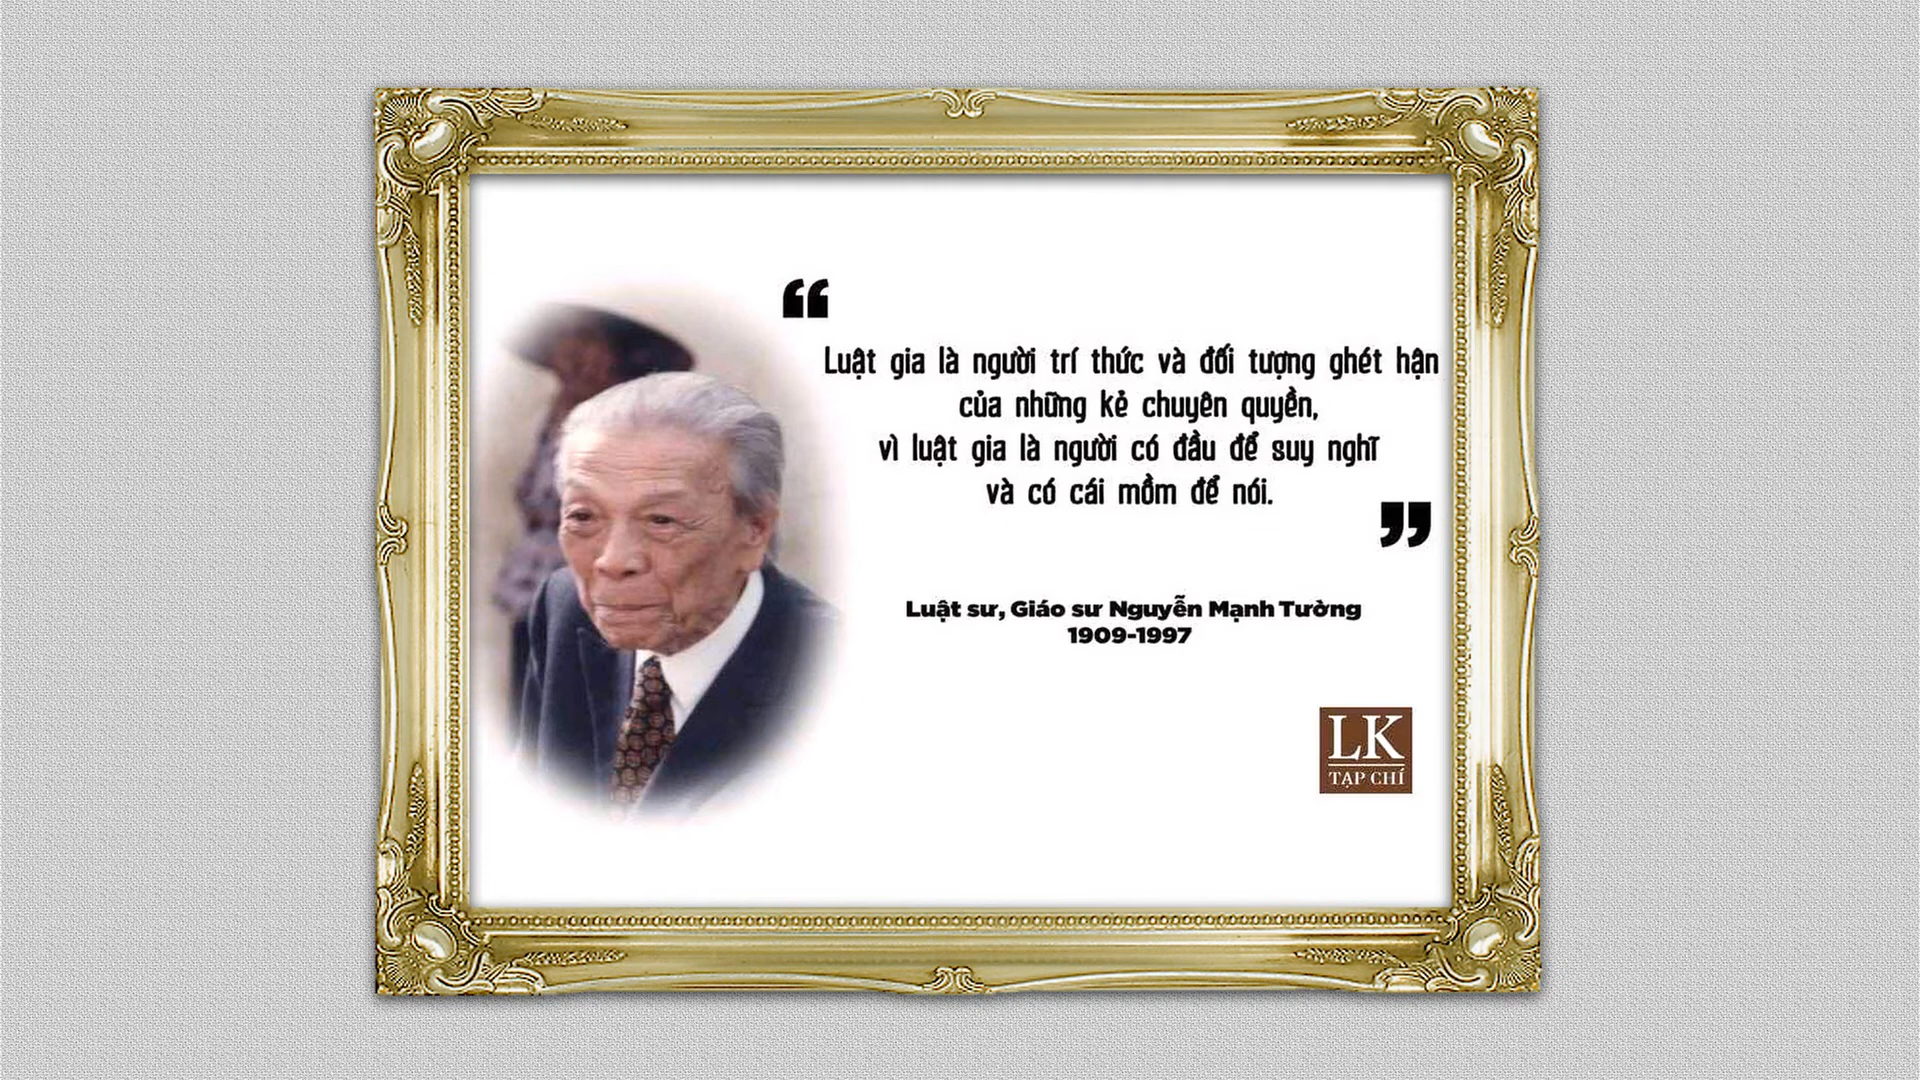 “
Luật gia là người trí thức và đối tượng ghét hận
của những kẻ chuyên quyền,
vì luật gia là người có đầu để suy nghĩ
và có cái mồm để nói.
”
Luật sư, Giáo sư Nguyễn Mạnh Tường
1909-1997
LK
TẠP CHÍ